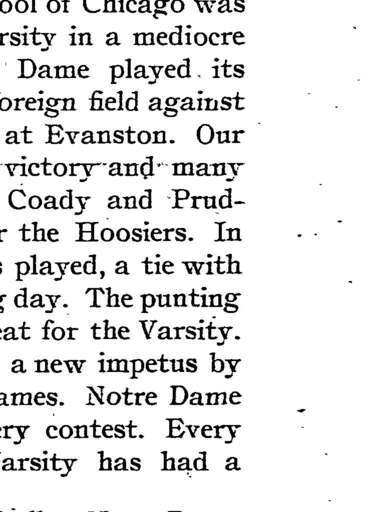 ool of Chicago was
rsity in a mediocre
Dame played its
oreign field against
at Evanston. Our
victory and many
Coady and Prud-
r the Hoosiers. In
s played, a tie with
g day. The punting
eat for the Varsity.
a new impetus by
ames. Notre Dame
ery contest. Every
arsity has had a